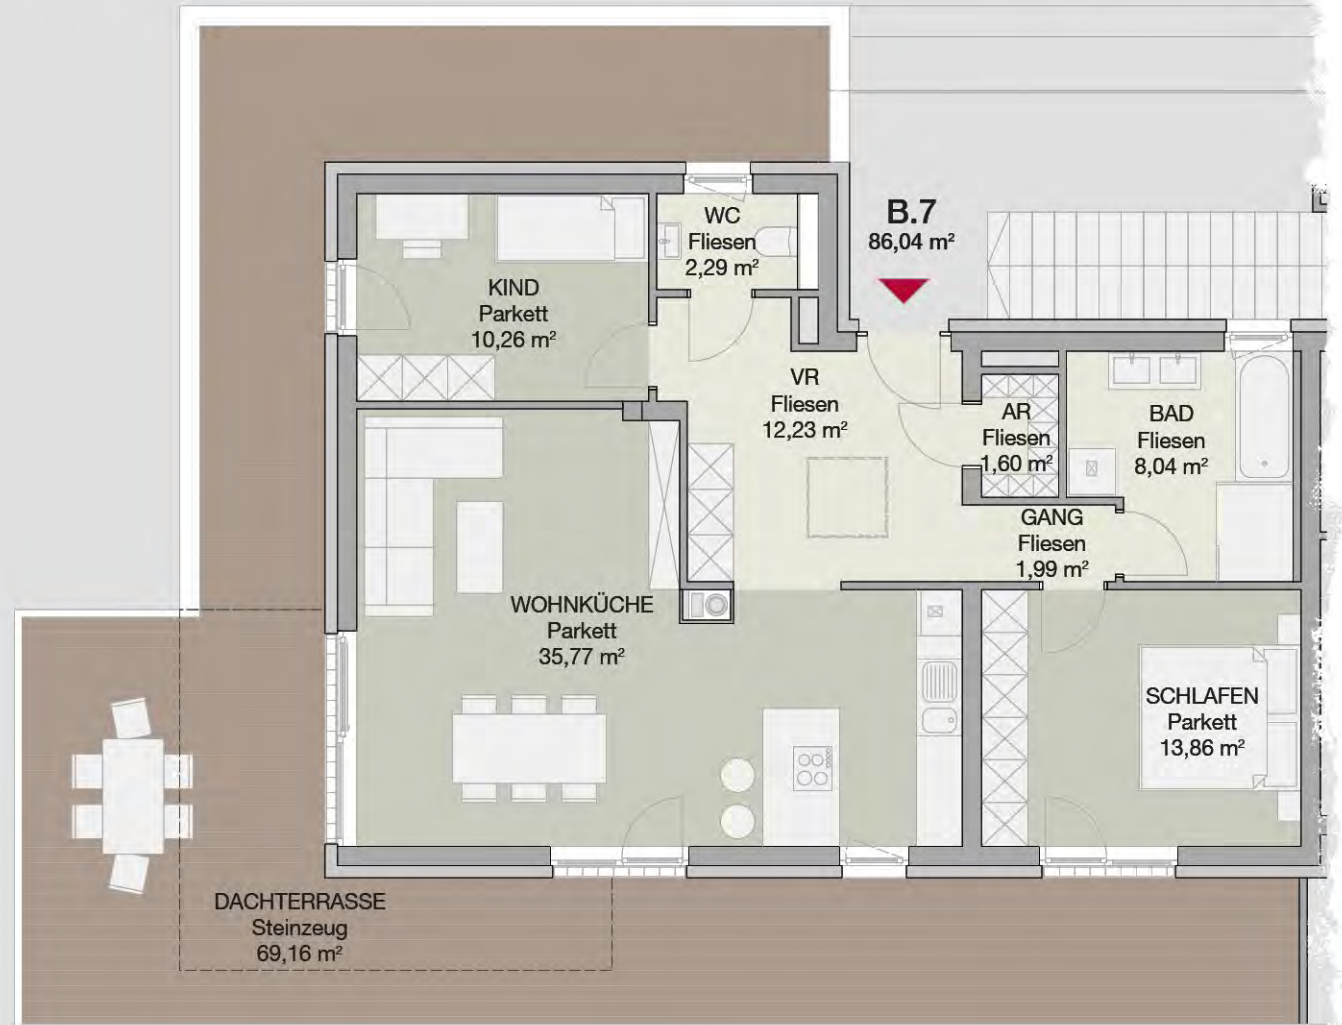 B.7
86,04 m²
WC
Fliesen
2,29 m²
KIND
Parkett
10,26 m²
VR
Fliesen
12,23 m²
AR
Fliesen
1,60 m²
BAD
Fliesen
8,04 m²
GANG
Fliesen
1,99 m²
WOHNKÜCHE
Parkett
35,77 m²
SCHLAFEN
Parkett
13,86 m²
DACHTERRASSE
Steinzeug
69,16 m²